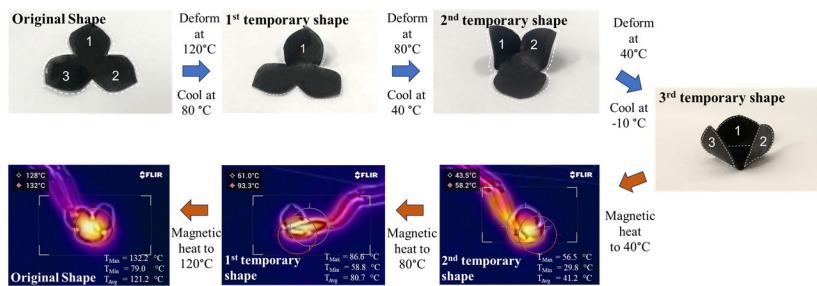 Original Shape
1
3
2
Deform
at
120°C
Cool at
80 °C
1st temporary shape
1
Deform
at
80°C
Cool at
40 °C
2nd temporary shape
1
2
Deform
at
40°C
Cool at
-10 °C
3rd temporary shape
1
3
2
Magnetic
heat to
40°C
43.5°C
58.2°C
FLIR
TMax = 56.5 °C
TMin = 29.8 °C
TAvg = 41.2 °C
2nd temporary
shape
Magnetic
heat to
80°C
61.0°C
93.3°C
FLIR
TMax = 86.6 °C
TMin = 58.8 °C
TAvg = 80.7 °C
1st temporary
shape
Magnetic
heat to
120°C
128°C
132°C
FLIR
TMax = 132.2 °C
TMin = 79.0 °C
TAvg = 121.2 °C
Original Shape